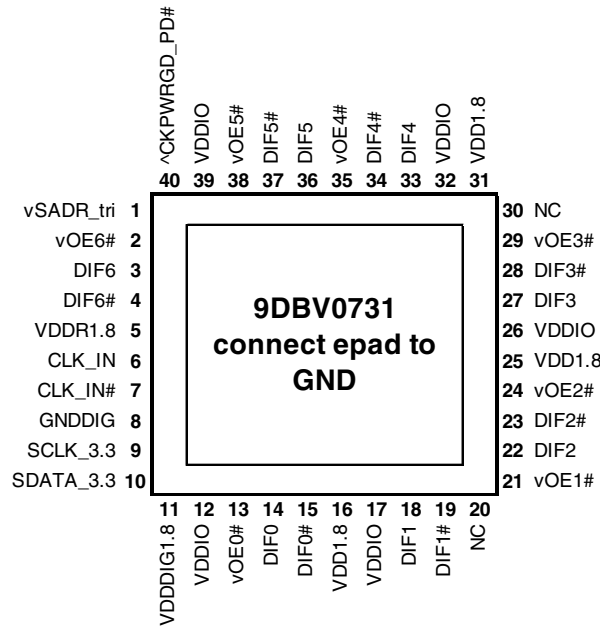 ^CKPWRGD_PD#
VDDIO
vOE5#
DIF5#
DIF5
vOE4#
DIF4#
DIF4
VDDIO
VDD1.8
40 39 38 37 36 35 34 33 32 31
vSADR_tri 1
vOE6# 2
DIF6 3
DIF6# 4
VDDR1.8 5
CLK_IN 6
CLK_IN# 7
GNDDIG 8
SCLK_3.3 9
SDATA_3.3 10
9DBV0731
connect epad to
GND
30 NC
29 vOE3#
28 DIF3#
27 DIF3
26 VDDIO
25 VDD1.8
24 vOE2#
23 DIF2#
22 DIF2
21 vOE1#
11 12 13 14 15 16 17 18 19 20
VDDDIG1.8
VDDIO
vOE0#
DIF0
DIF0#
VDD1.8
VDDIO
DIF1
DIF1#
NC